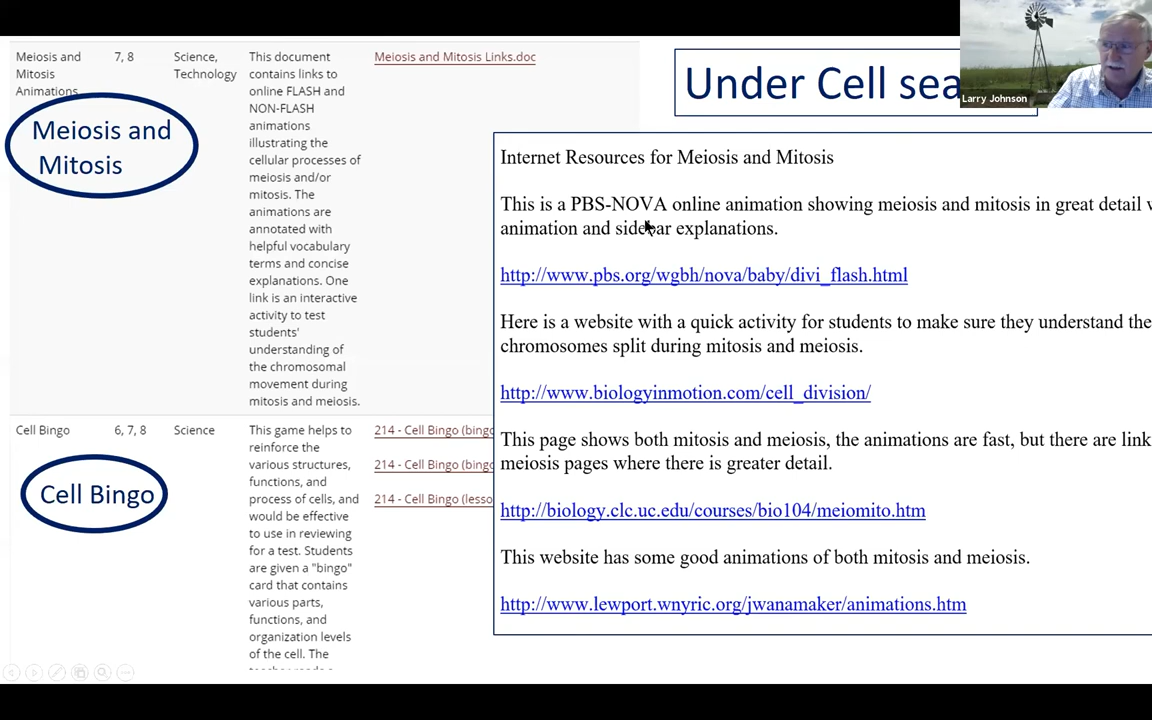 Meiosis and
Mitosis
Animations
7, 8
Science,
Technology
This document
contains links to
online FLASH and
NON-FLASH
animations
illustrating the
cellular processes of
meiosis and/or
mitosis. The
animations are
annotated with
helpful vocabulary
terms and concise
explanations. One
link is an interactive
activity to test
students'
understanding of
the chromosomal
movement during
mitosis and meiosis.
Meiosis and Mitosis Links.doc
Meiosis and
Mitosis
Cell Bingo
6, 7, 8
Science
This game helps to
reinforce the
various structures,
functions, and
process of cells, and
would be effective
to use in reviewing
for a test. Students
are given a "bingo"
card that contains
various parts,
functions, and
organization levels
of the cell. The
214 - Cell Bingo (bingo
214 - Cell Bingo (bingo
214 - Cell Bingo (lesso
Cell Bingo
Under Cell sea
Larry Johnson
Internet Resources for Meiosis and Mitosis
This is a PBS-NOVA online animation showing meiosis and mitosis in great detail w
animation and sidebar explanations.
http://www.pbs.org/wgbh/nova/baby/divi_flash.html
Here is a website with a quick activity for students to make sure they understand the
chromosomes split during mitosis and meiosis.
http://www.biologyinmotion.com/cell_division/
This page shows both mitosis and meiosis, the animations are fast, but there are link
meiosis pages where there is greater detail.
http://biology.clc.uc.edu/courses/bio104/meiomito.htm
This website has some good animations of both mitosis and meiosis.
http://www.lewport.wnyric.org/jwanamaker/animations.htm